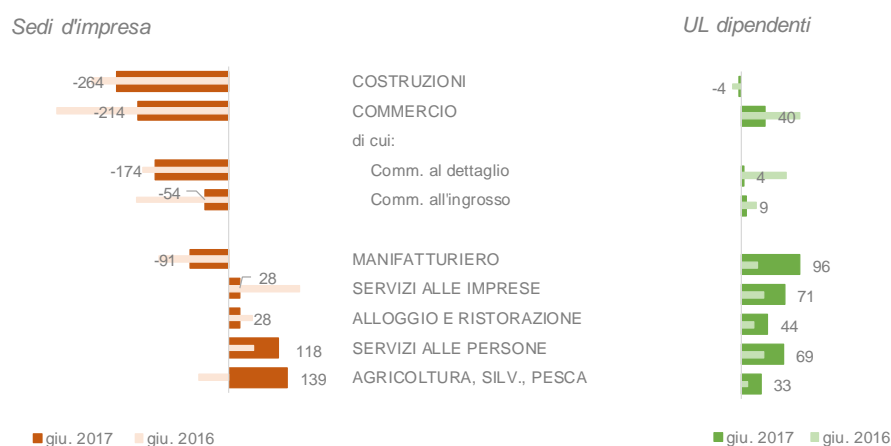 Sedi d'impresa
UL dipendenti
-264 COSTRUZIONI -4
-214 COMMERCIO 40
di cui:
-174 Comm. al dettaglio 4
-54 Comm. all'ingrosso 9
-91 MANIFATTURIERO 96
28 SERVIZI ALLE IMPRESE 71
28 ALLOGGIO E RISTORAZIONE 44
118 SERVIZI ALLE PERSONE 69
139 AGRICOLTURA, SILV., PESCA 33
giu. 2017 giu. 2016
giu. 2017 giu. 2016